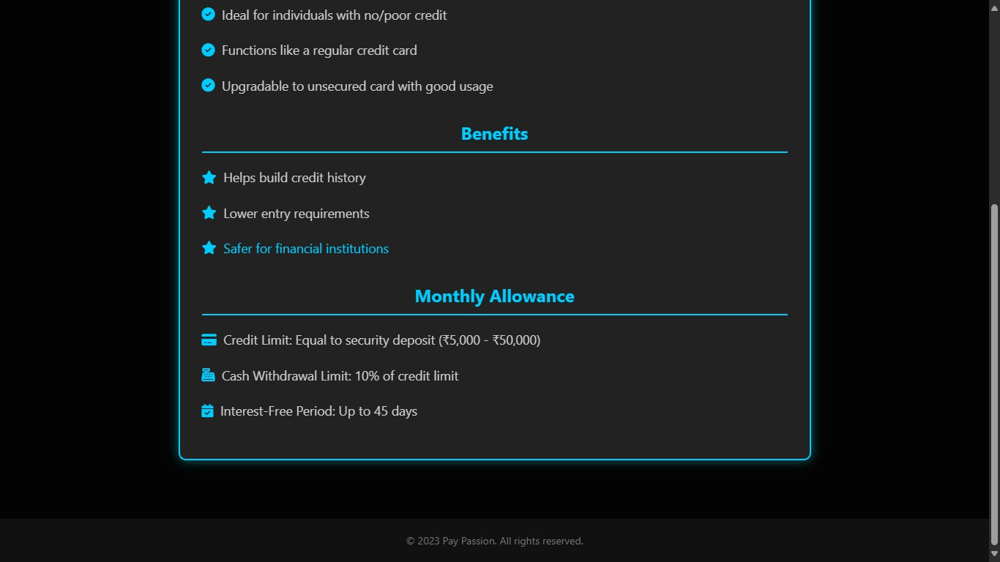 Ideal for individuals with no/poor credit
Functions like a regular credit card
Upgradable to unsecured card with good usage
Benefits
Helps build credit history
Lower entry requirements
Safer for financial institutions
Monthly Allowance
Credit Limit: Equal to security deposit (₹5,000 - ₹50,000)
Cash Withdrawal Limit: 10% of credit limit
Interest-Free Period: Up to 45 days
© 2023 Pay Passion. All rights reserved.